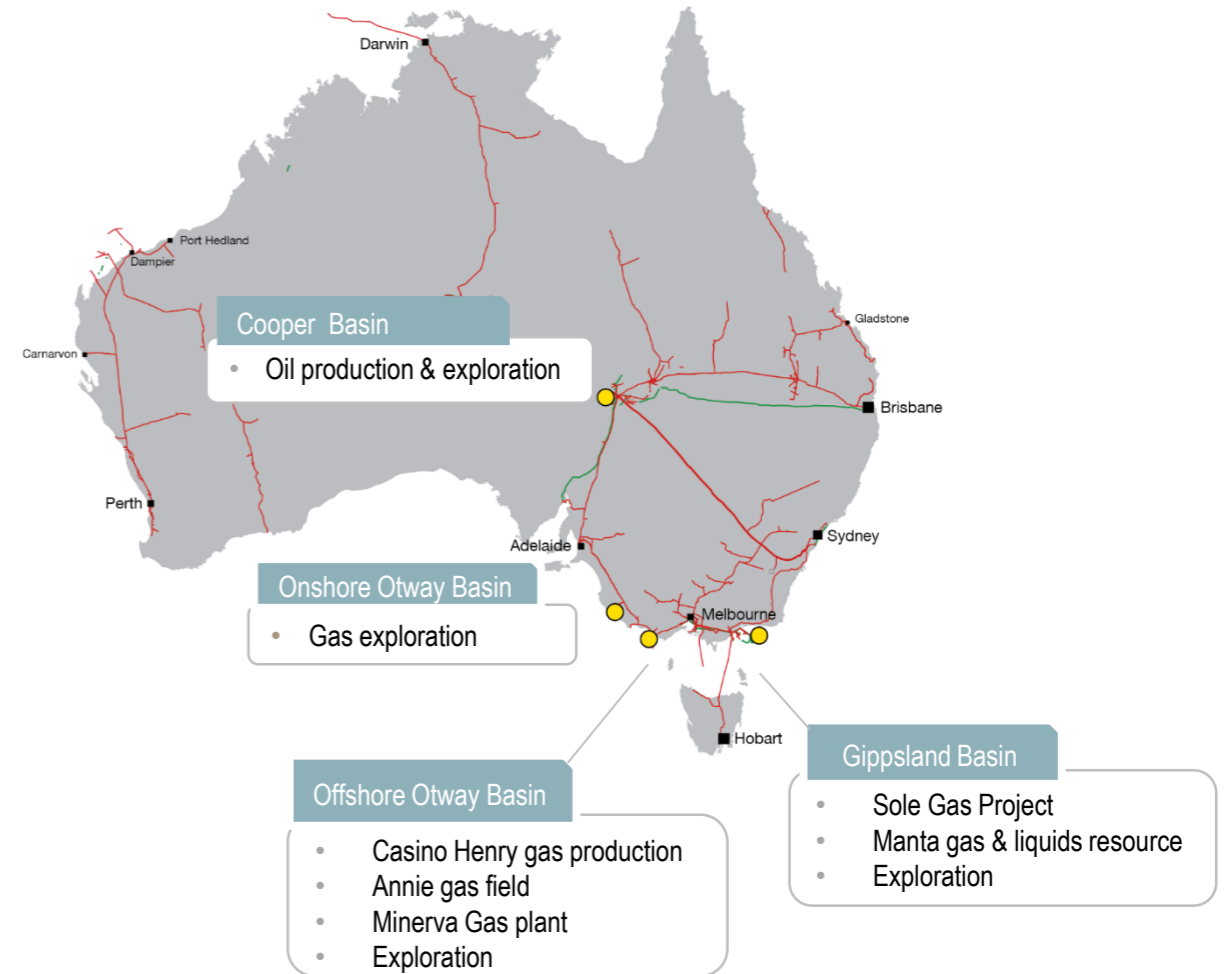 Darwin
Port Hedland
Dampier
Cooper Basin
• Oil production & exploration
Gladstone
Carnarvon
Brisbane
Perth
Sydney
Adelaide
Onshore Otway Basin
• Gas exploration
Melbourne
Hobart
Gippsland Basin
• Sole Gas Project
• Manta gas & liquids resource
• Exploration
Offshore Otway Basin
• Casino Henry gas production
• Annie gas field
• Minerva Gas plant
• Exploration